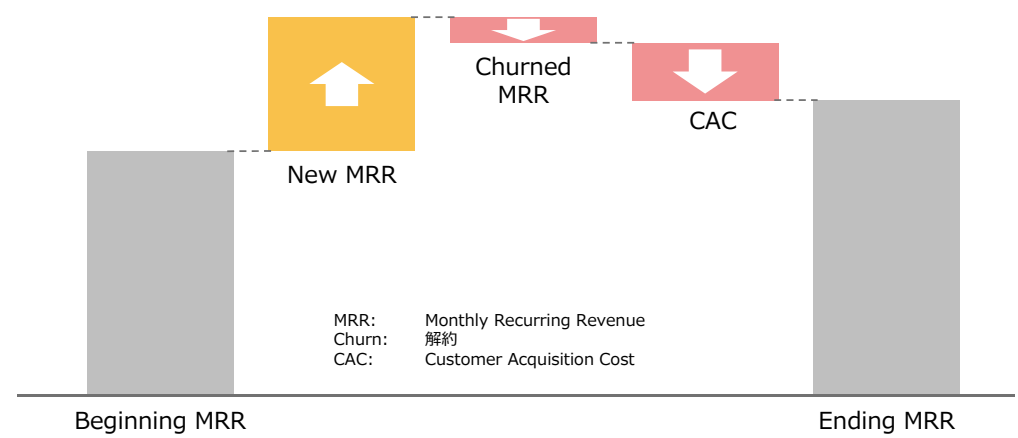 Churned
MRR
CAC
New MRR
MRR: Monthly Recurring Revenue
Churn: 解約
CAC: Customer Acquisition Cost
Beginning MRR
Ending MRR